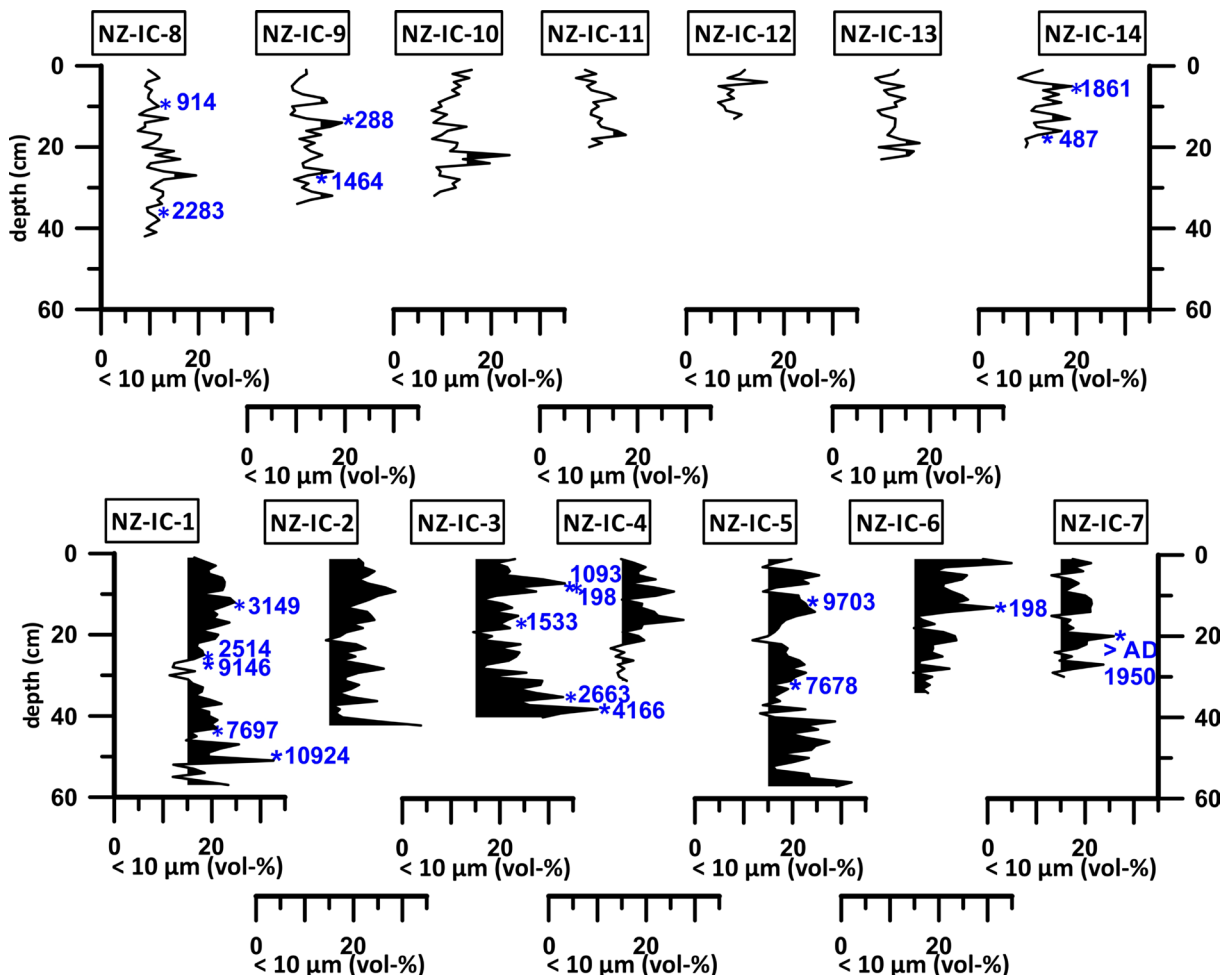 NZ-IC-8 NZ-IC-9 NZ-IC-10 NZ-IC-11 NZ-IC-12 NZ-IC-13 NZ-IC-14
0 0
*914 *1861
*288
20 *487 20
*1464
*2283
40 40
60 60
depth (cm)
0 20 0 20 0 20 0 20
< 10 µm (vol-%) < 10 µm (vol-%) < 10 µm (vol-%) < 10 µm (vol-%)
0 20 0 20 0 20
< 10 µm (vol-%) < 10 µm (vol-%) < 10 µm (vol-%)
NZ-IC-1 NZ-IC-2 NZ-IC-3 NZ-IC-4 NZ-IC-5 NZ-IC-6 NZ-IC-7
0 0
1093
**
198
*3149 *9703 *198
*1533
20 * 20
2514 > AD
*
* 9146 1950
*7678
*2663
40 *4166 40
*7697
*10924
60 60
depth (cm)
0 20 0 20 0 20 0 20
< 10 µm (vol-%) < 10 µm (vol-%) < 10 µm (vol-%) < 10 µm (vol-%)
0 20 0 20 0 20
< 10 µm (vol-%) < 10 µm (vol-%) < 10 µm (vol-%)